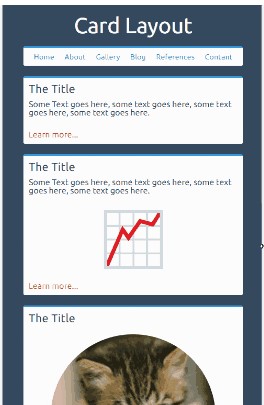 Card Layout
Home About Gallery Blog References Contant
The Title
Some Text goes here, some text goes here, some text
goes here, some text goes here.
Learn more...
The Title
Some Text goes here, some text goes here, some text
goes here, some text goes here.
Learn more...
The Title